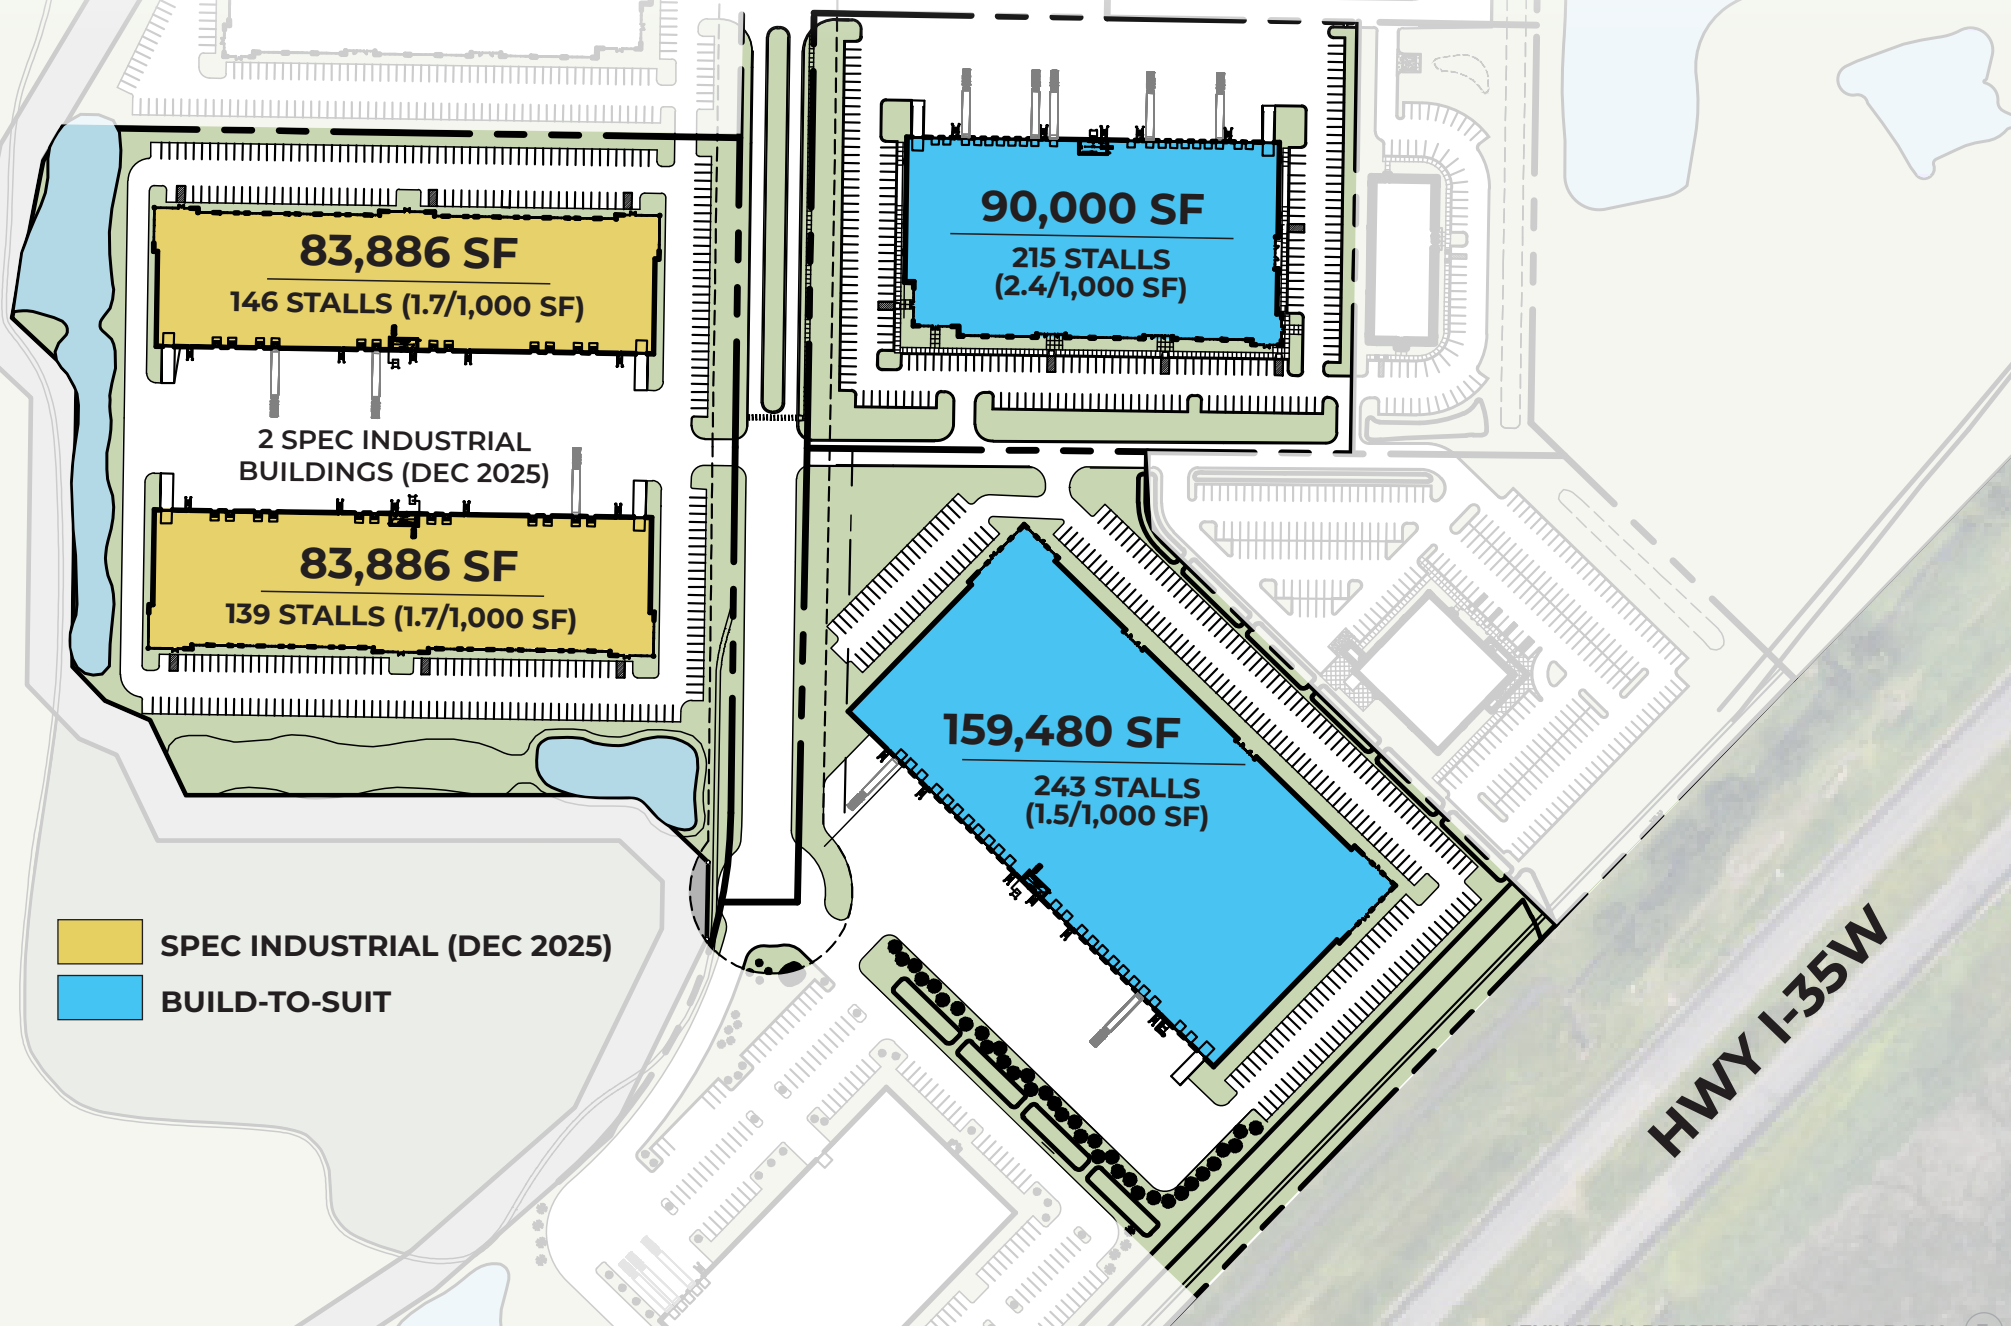 83,886 SF
146 STALLS (1.7/1,000 SF)
2 SPEC INDUSTRIAL
BUILDINGS (DEC 2025)
83,886 SF
139 STALLS (1.7/1,000 SF)
90,000 SF
215 STALLS
(2.4/1,000 SF)
159,480 SF
243 STALLS
(1.5/1,000 SF)
SPEC INDUSTRIAL (DEC 2025)
BUILD-TO-SUIT
HWY I-35W